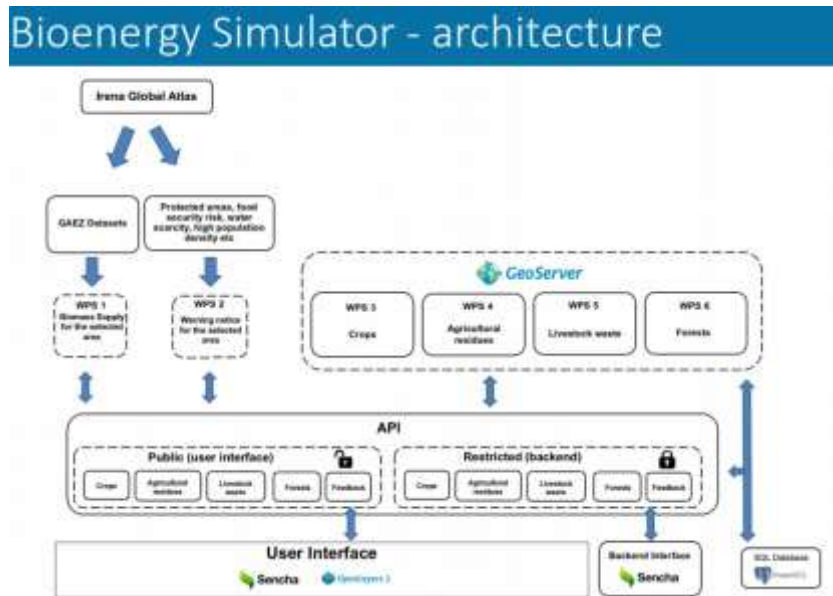 Bioenergy Simulator - architecture
Irena Global Atlas
GAEZ Datasets
Protected areas, food
security risk, water
scarcity, high population
density etc
WPS 1
Biomass Supply
for the selected
area
WPS 2
Warning notice
for the selected
area
GeoServer
WPS 3
Crops
WPS 4
Agricultural
residues
WPS 5
Livestock waste
WPS 6
Forests
API
Public (user interface)
Crops
Agricultural
residues
Livestock
waste
Forests
Feedback
Restricted (backend)
Crops
Agricultural
residues
Livestock
waste
Forests
Feedback
User Interface
Sencha
Backend Interface
Sencha
SQL Database